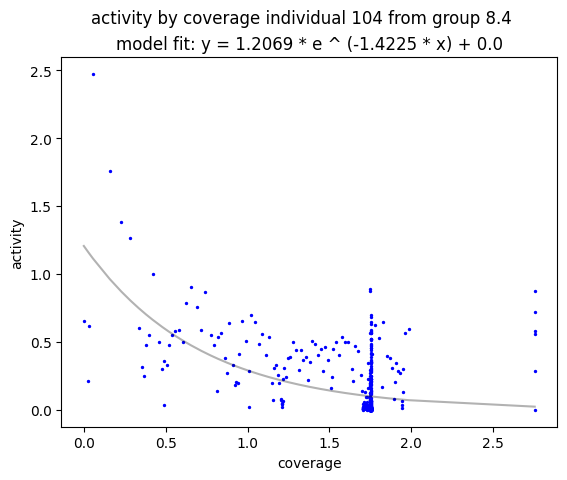 activity by coverage individual 104 from group 8.4
model fit: y = 1.2069 * e ^ (-1.4225 * x) + 0.0
2.5
2.0
1.5
1.0
0.5
0.0
activity
0.0 0.5 1.0 1.5 2.0 2.5
coverage